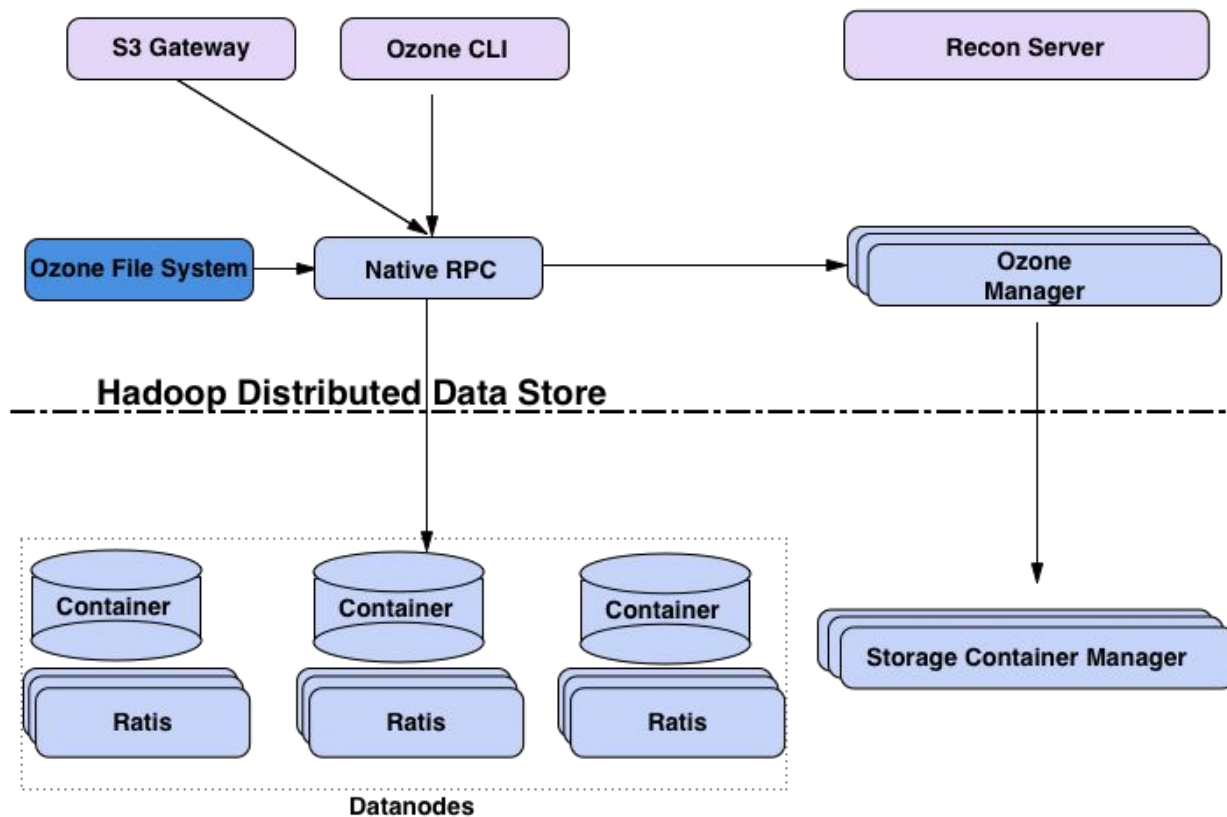 S3 Gateway
Ozone CLI
Recon Server
Ozone File System
Native RPC
Ozone
Manager
Hadoop Distributed Data Store
Container
Container
Container
Storage Container Manager
Ratis
Ratis
Ratis
Datanodes